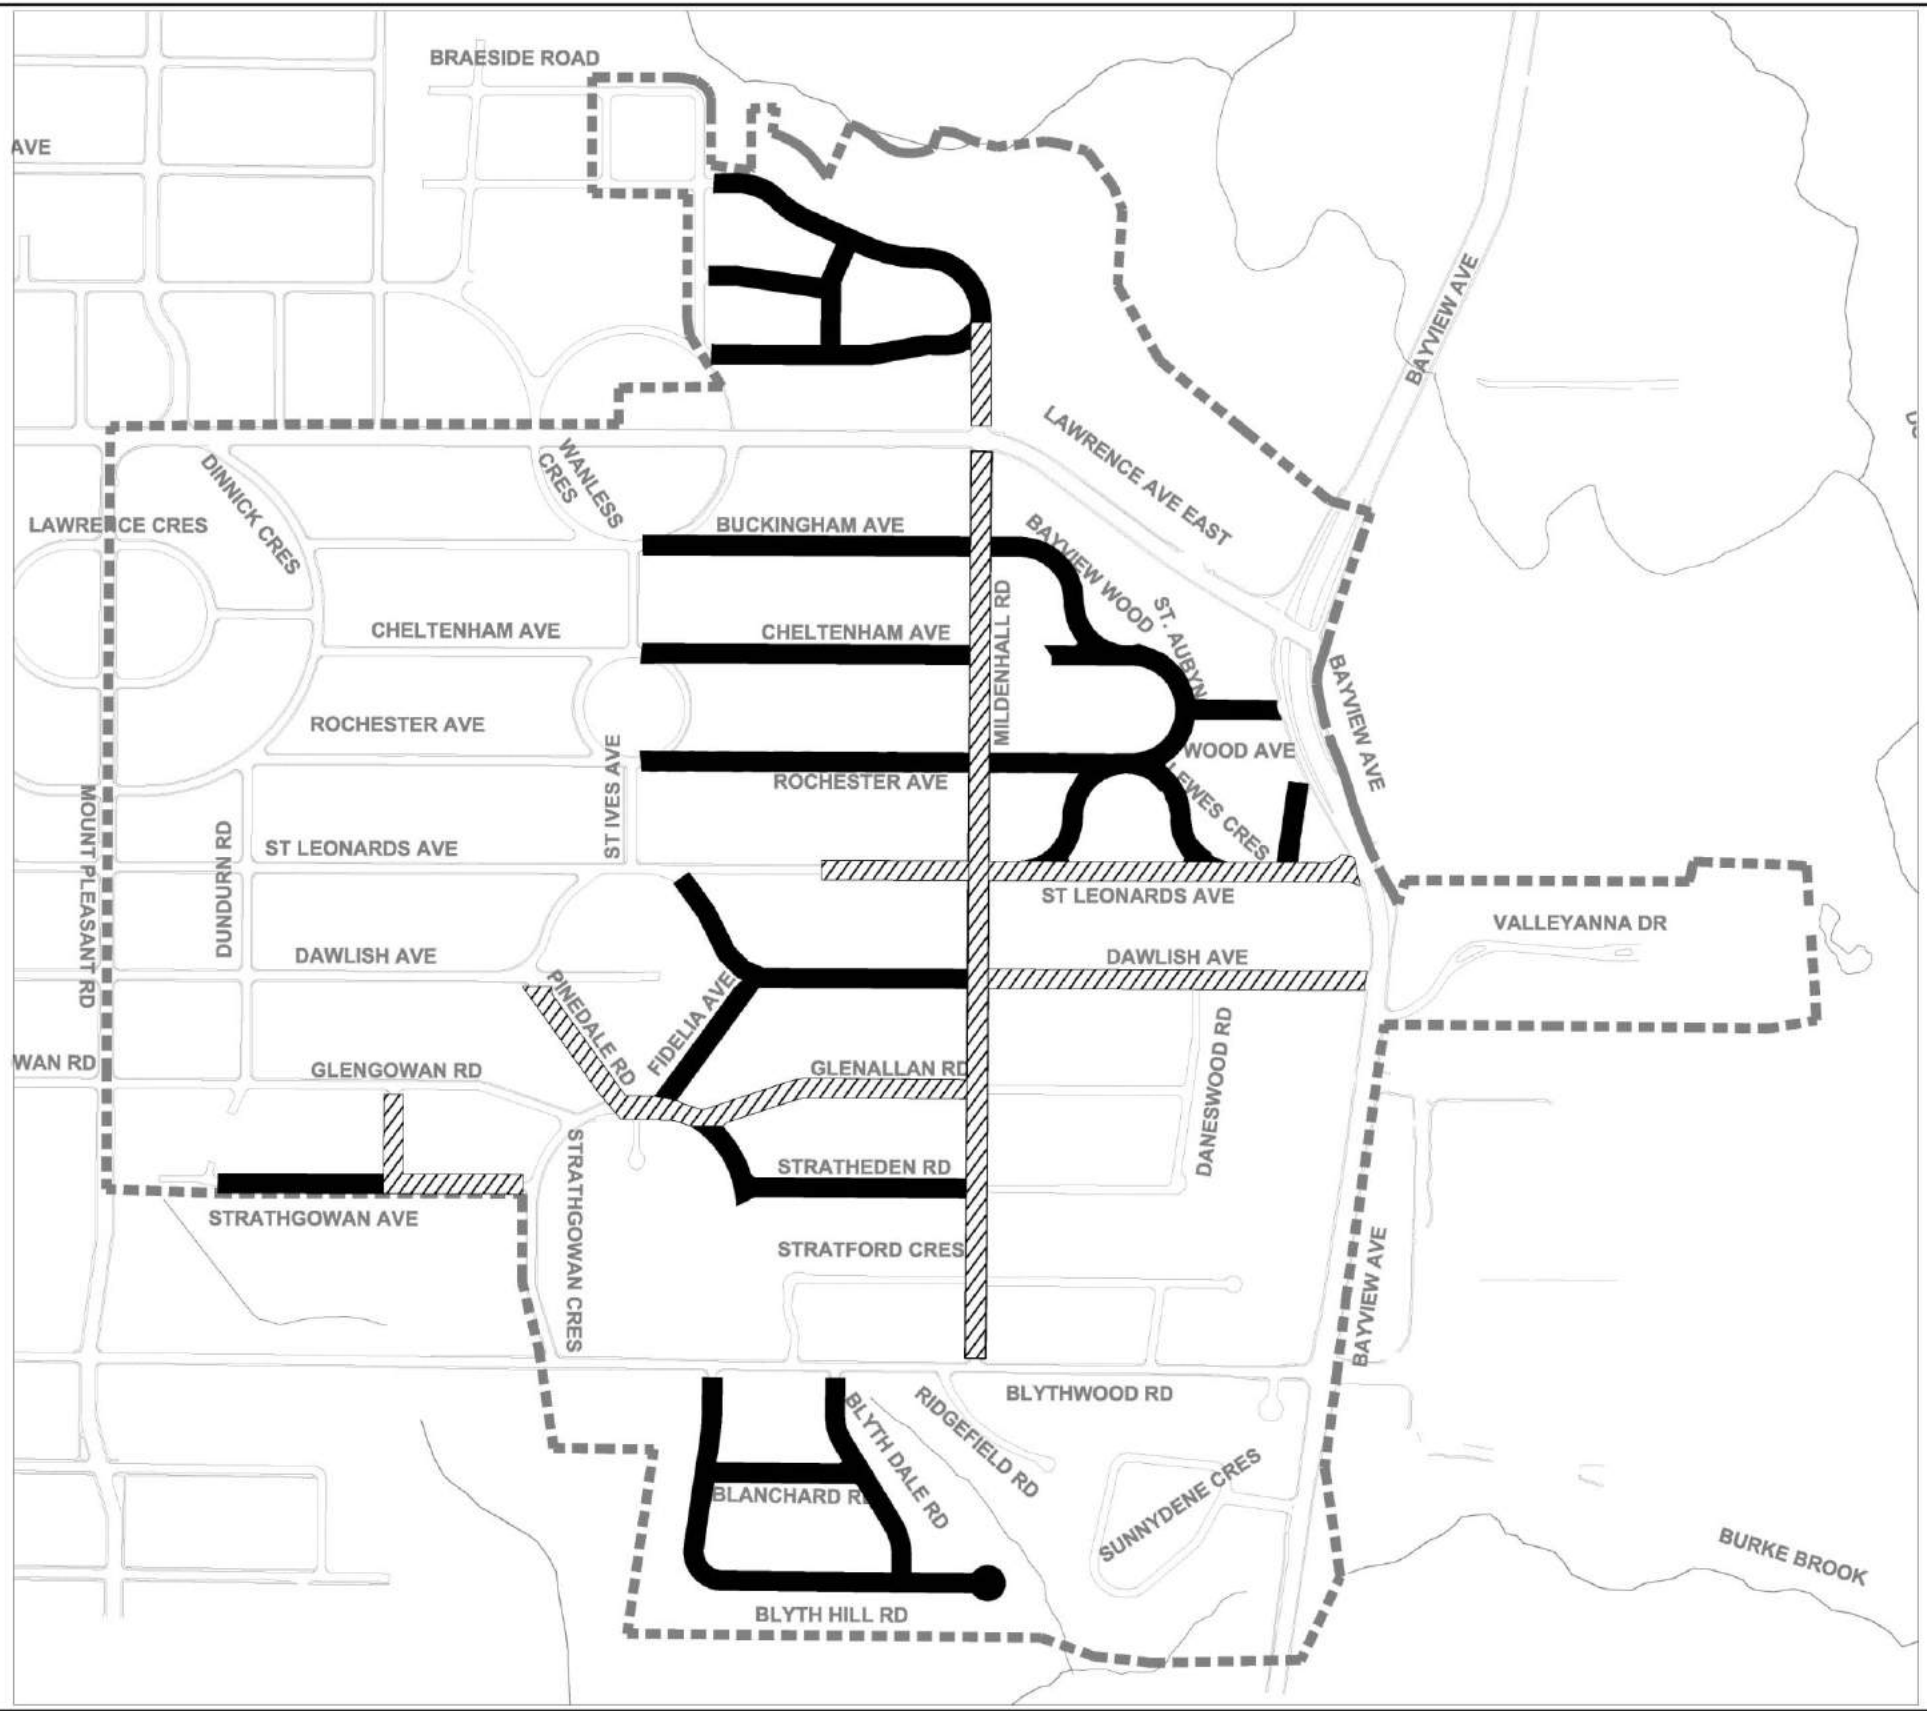 BRAESIDE ROAD
AVE
BAYVIEW AVE
LAWRENCE AVE EAST
WANLESS
CRES
DINNICK CRES
LAWRENCE CRES
BUCKINGHAM AVE
BAYVIEW WOOD
ST. AUBYN
CHELTENHAM AVE
CHELTENHAM AVE
MILDENHALL RD
BAYVIEW AVE
ROCHESTER AVE
ST IVES AVE
WOOD AVE
ROCHESTER AVE
LEWES CRES
MOUNT PLEASANT RD
DUNDURN RD
ST LEONARDS AVE
ST LEONARDS AVE
VALLEYANNA DR
DAWLISH AVE
DAWLISH AVE
PINEDALE RD
FIDELIA AVE
WAN RD
GLENGOWAN RD
GLENALLAN RD
DANESWOOD RD
STRATHGOWAN CRES
STRATHEDEN RD
STRATHGOWAN AVE
STRATFORD CRES
BAYVIEW AVE
BLYTHWOOD RD
BLYTH DALE RD
RIDGEFIELD RD
BLANCHARD RD
SUNNYDENE CRES
BURKE BROOK
BLYTH HILL RD